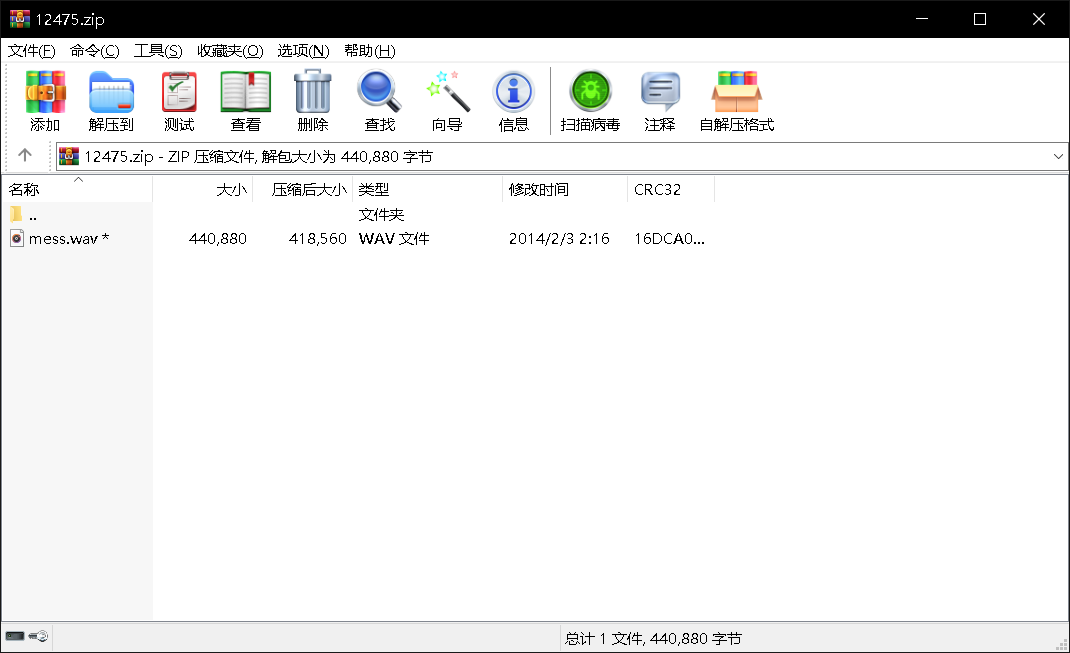 12475.zip
文件(F) 命令(C) 工具(S) 收藏夹(O) 选项(N) 帮助(H)
添加 解压到 测试 查看 删除 查找 向导 信息 扫描病毒 注释 自解压格式
12475.zip - ZIP 压缩文件, 解包大小为 440,880 字节
名称 大小 压缩后大小 类型 修改时间 CRC32
.. 文件夹
mess.wav * 440,880 418,560 WAV 文件 2014/2/3 2:16 16DCA0...
总计 1 文件, 440,880 字节